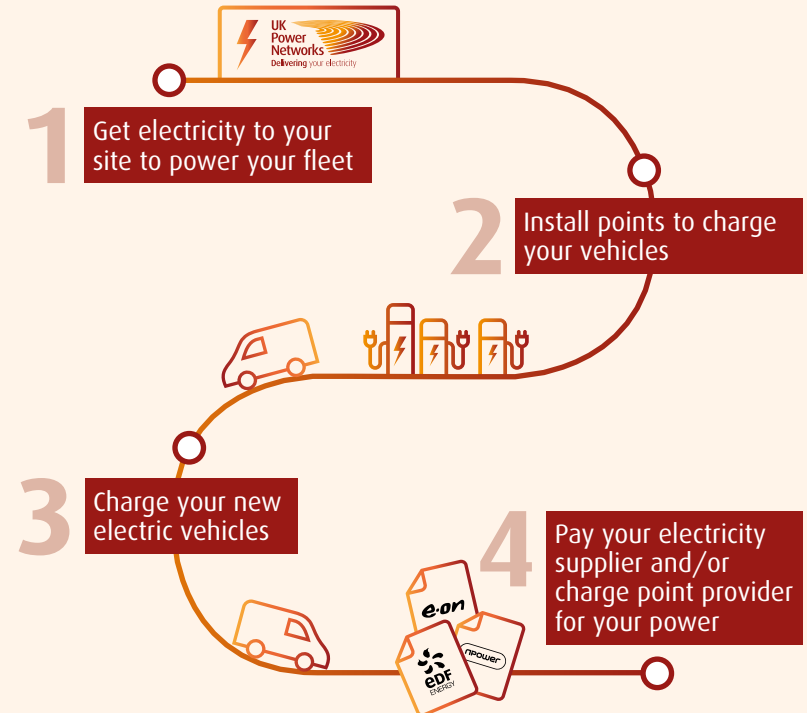 UK
Power
Networks
Delivering your electricity
1
Get electricity to your
site to power your fleet
2
Install points to charge
your vehicles
3
Charge your new
electric vehicles
4
Pay your electricity
supplier and/or
charge point provider
for your power
e·on
npower
eDF
ENERGY